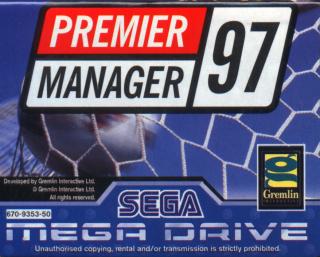 PREMIER
MANAGER 97
Developed by Gremlin Interactive Ltd.
© Gremlin Interactive Ltd.
All rights reserved.
Gremlin
INTERACTIVE
670-9353-50
SEGA
MEGA DRIVE
Unauthorised copying, rental and/or transmission is strictly prohibited.